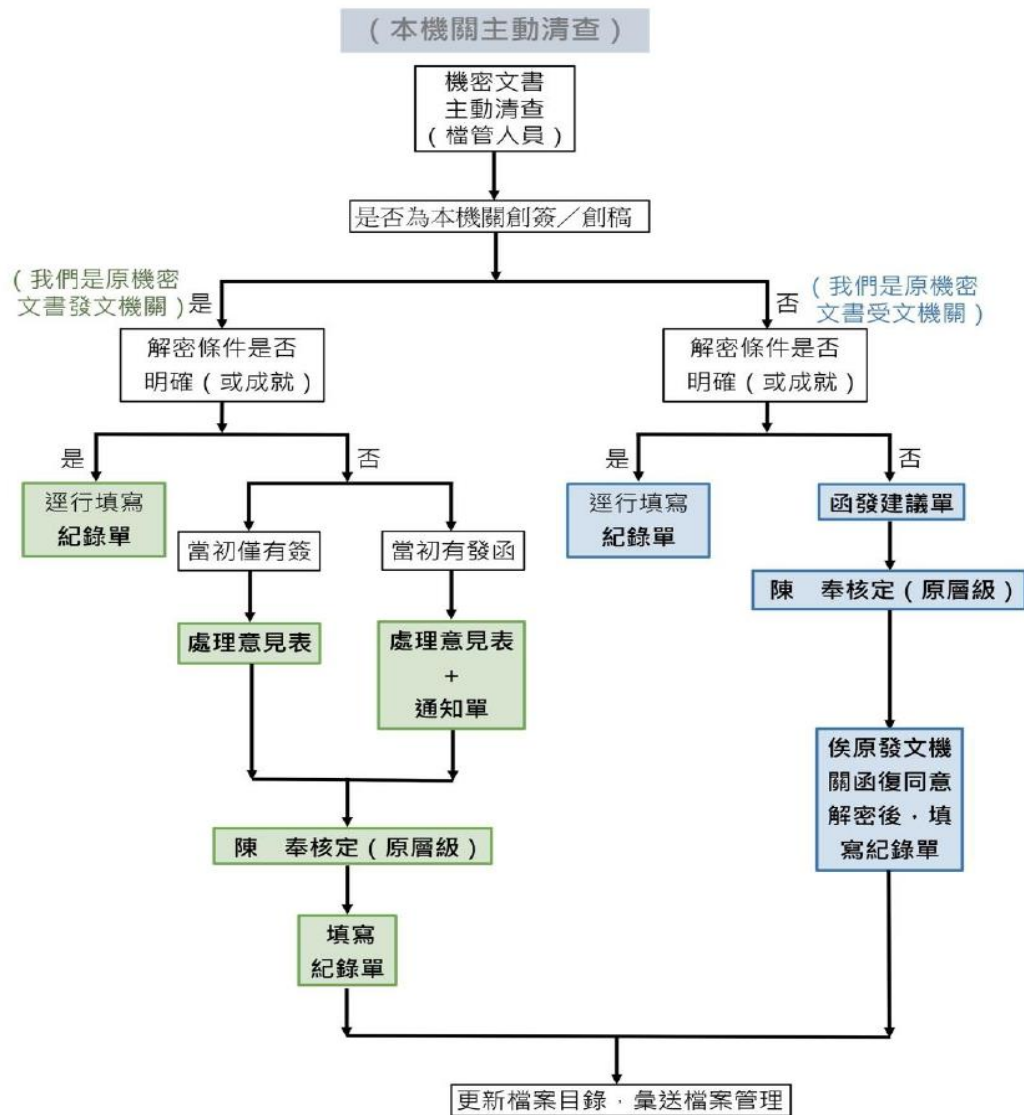 （本機關主動清查）
機密文書
主動清查
（檔管人員）
是否為本機關創簽／創稿
（我們是原機密
文書發文機關）是
否
（我們是原機密
文書受文機關）
解密條件是否
明確（或成就）
解密條件是否
明確（或成就）
是
否
是
否
逕行填寫
紀錄單
當初僅有簽
當初有發函
逕行填寫
紀錄單
函發建議單
陳　奉核定（原層級）
處理意見表
處理意見表
+
通知單
俟原發文機
關函復同意
解密後，填
寫紀錄單
陳　奉核定（原層級）
填寫
紀錄單
更新檔案目錄，彙送檔案管理